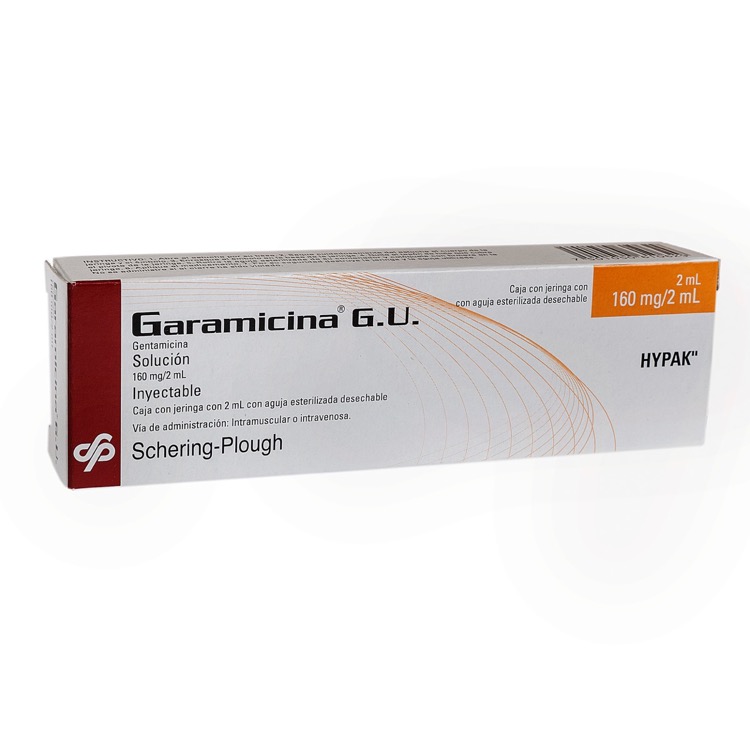 Garamicina® G.U.
Gentamicina
Solución
160 mg/2 mL
Inyectable
Caja con jeringa con 2 mL con aguja esterilizada desechable
Vía de administración: Intramuscular o intravenosa.
Schering-Plough
Caja con jeringa con
con aguja esterilizada desechable
2 mL
160 mg/2 mL
HYPAK"